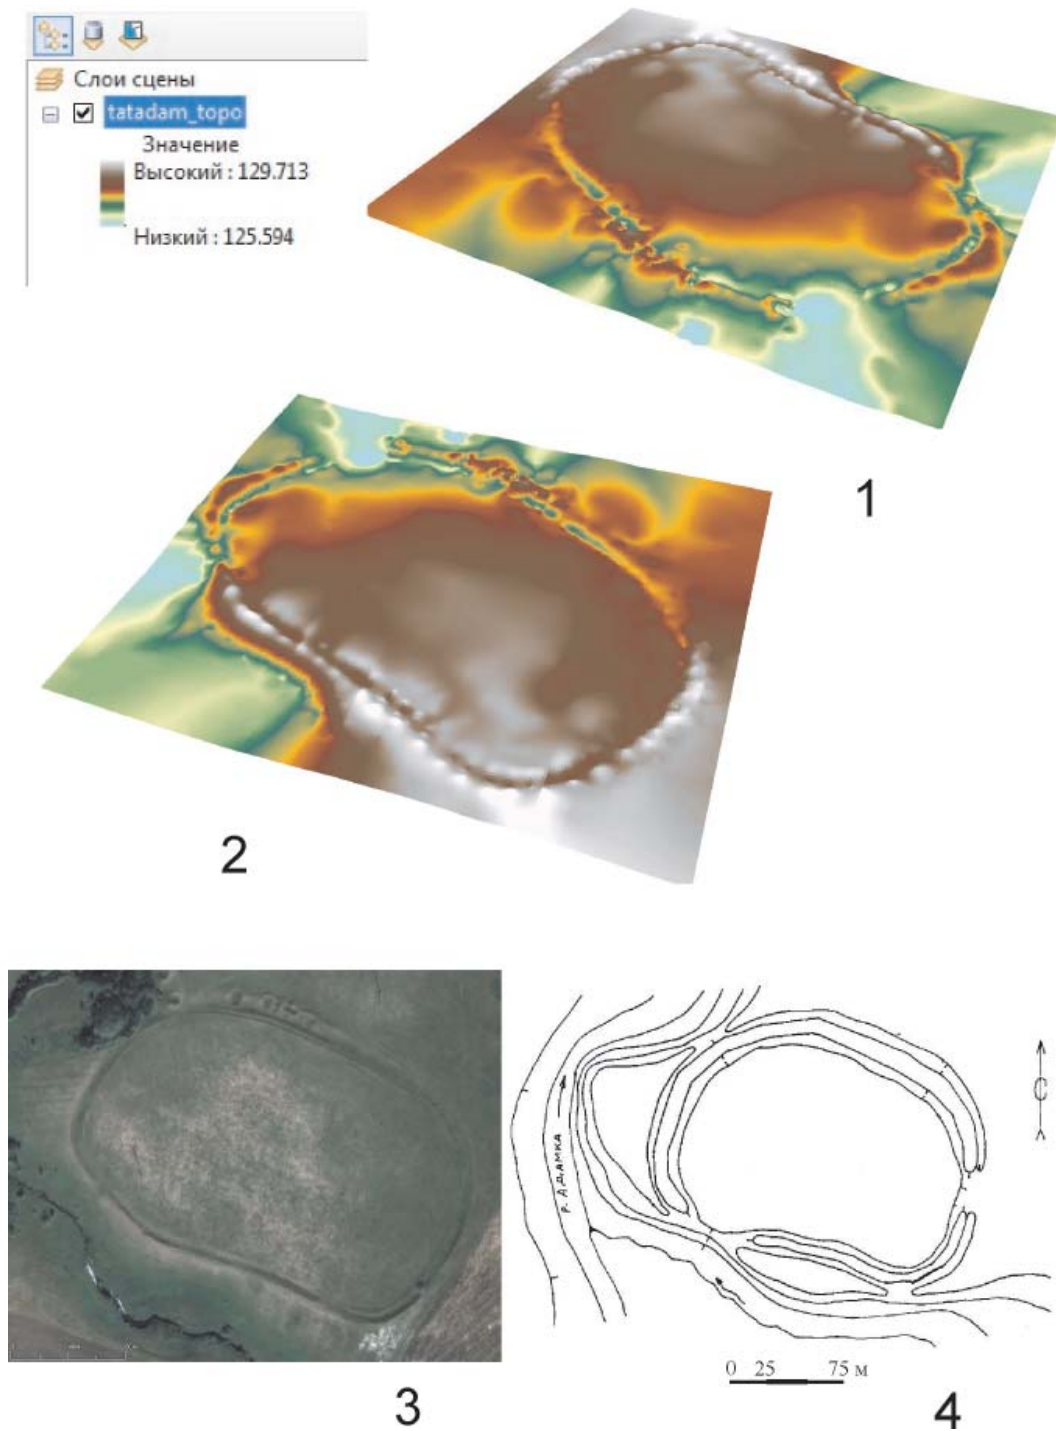 Слои сцены
tatadam_topo
Значение
Высокий : 129.713
Низкий : 125.594
1
2
3
р. АДАМКА
С
0 25 75 м
4